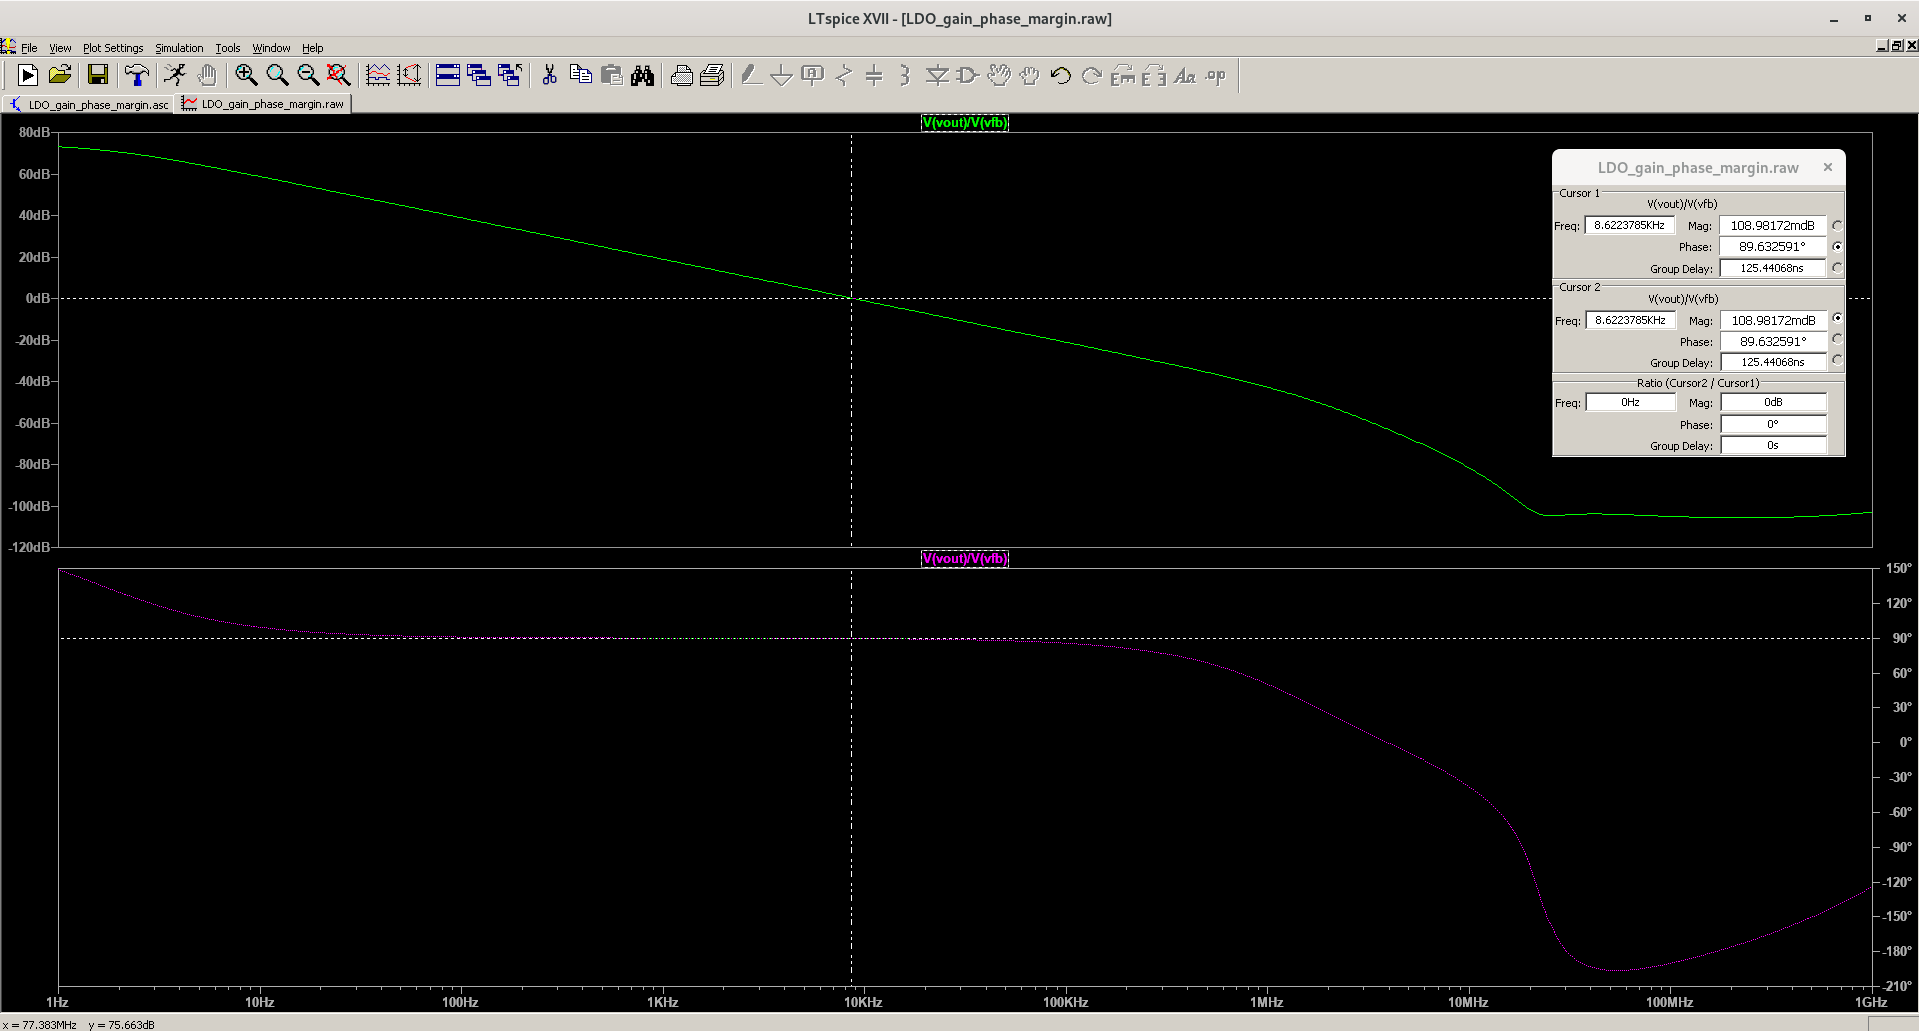 LTspice XVII - [LDO_gain_phase_margin.raw]
File View Plot Settings Simulation Tools Window Help
LDO_gain_phase_margin.asc LDO_gain_phase_margin.raw
V(vout)/V(vfb)
80dB
60dB
40dB
20dB
0dB
-20dB
-40dB
-60dB
-80dB
-100dB
-120dB
LDO_gain_phase_margin.raw
Cursor 1
V(vout)/V(vfb)
Freq: 8.6223785KHz Mag: 108.98172mdB
Phase: 89.632591°
Group Delay: 125.44068ns
Cursor 2
V(vout)/V(vfb)
Freq: 8.6223785KHz Mag: 108.98172mdB
Phase: 89.632591°
Group Delay: 125.44068ns
Ratio (Cursor2 / Cursor1)
Freq: 0Hz Mag: 0dB
Phase: 0°
Group Delay: 0s
V(vout)/V(vfb)
150°
120°
90°
60°
30°
0°
-30°
-60°
-90°
-120°
-150°
-180°
-210°
1Hz 10Hz 100Hz 1KHz 10KHz 100KHz 1MHz 10MHz 100MHz 1GHz
x = 77.383MHz y = 75.663dB